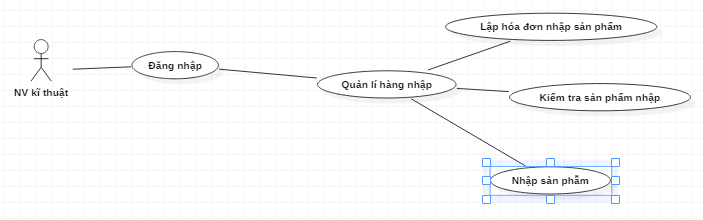 Lập hóa đơn nhập sản phẩm
Đăng nhập
Quản lí hàng nhập
NV kĩ thuật
Kiểm tra sản phẩm nhập
Nhập sản phẫm